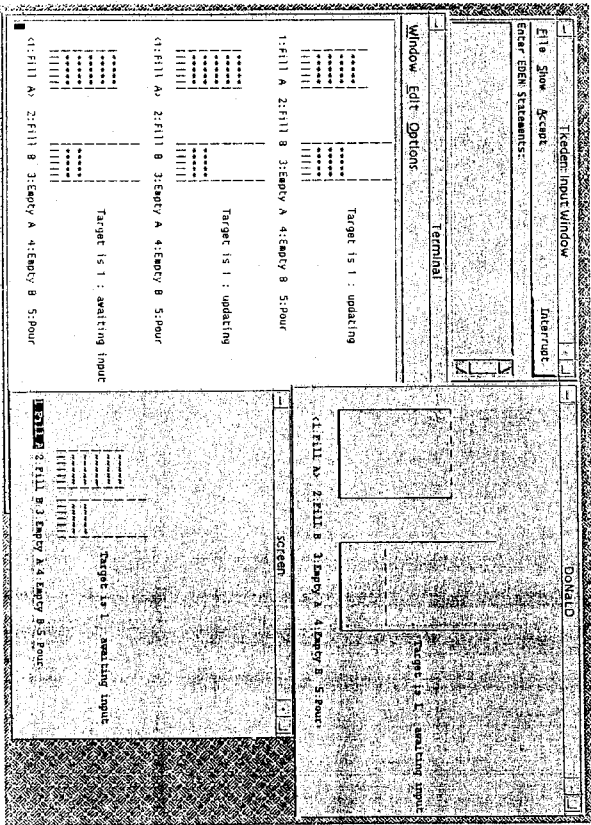 Tkeden: Input Window
File Show Accept Interrupt
Enter EDEN Statements:
Terminal
Window Edit Options
Target is 1 : updating
1:Fill A 2:Fill B 3:Empty A 4:Empty B 5:Pour
Target is 1 : updating
<1:Fill A> 2:Fill B 3:Empty A 4:Empty B 5:Pour
Target is 1 : awaiting input
<1:Fill A> 2:Fill B 3:Empty A 4:Empty B 5:Pour
DoNaLD
Target is 1, awaiting input
<1:Fill A> 2:Fill B 3:Empty A 4:Empty B 5:Pour
screen
Target is 1, awaiting input
1 Fill A 2:Fill B 3 Empty A 4 Empty B 5 Pour